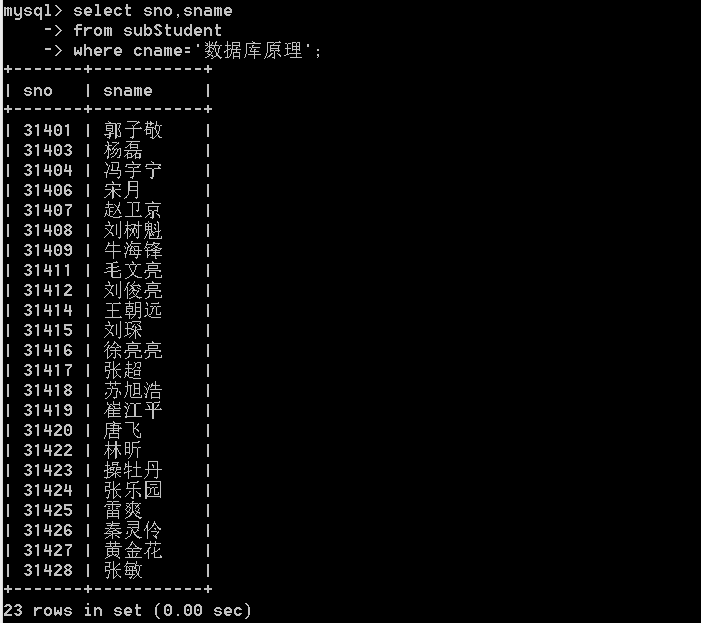 mysql> select sno,sname
    -> from subStudent
    -> where cname='数据库原理';
+-------+-----------+
| sno   | sname     |
+-------+-----------+
| 31401 | 郭子敬    |
| 31403 | 杨磊      |
| 31404 | 冯宇宁    |
| 31406 | 宋月      |
| 31407 | 赵卫京    |
| 31408 | 刘树魁    |
| 31409 | 牛海锋    |
| 31411 | 毛文亮    |
| 31412 | 刘俊亮    |
| 31414 | 王朝远    |
| 31415 | 刘琛      |
| 31416 | 徐亮亮    |
| 31417 | 张超      |
| 31418 | 苏旭浩    |
| 31419 | 崔江平    |
| 31420 | 唐飞      |
| 31422 | 林昕      |
| 31423 | 操牡丹    |
| 31424 | 张乐园    |
| 31425 | 雷爽      |
| 31426 | 秦灵伶    |
| 31427 | 黄金花    |
| 31428 | 张敏      |
+-------+-----------+
23 rows in set (0.00 sec)